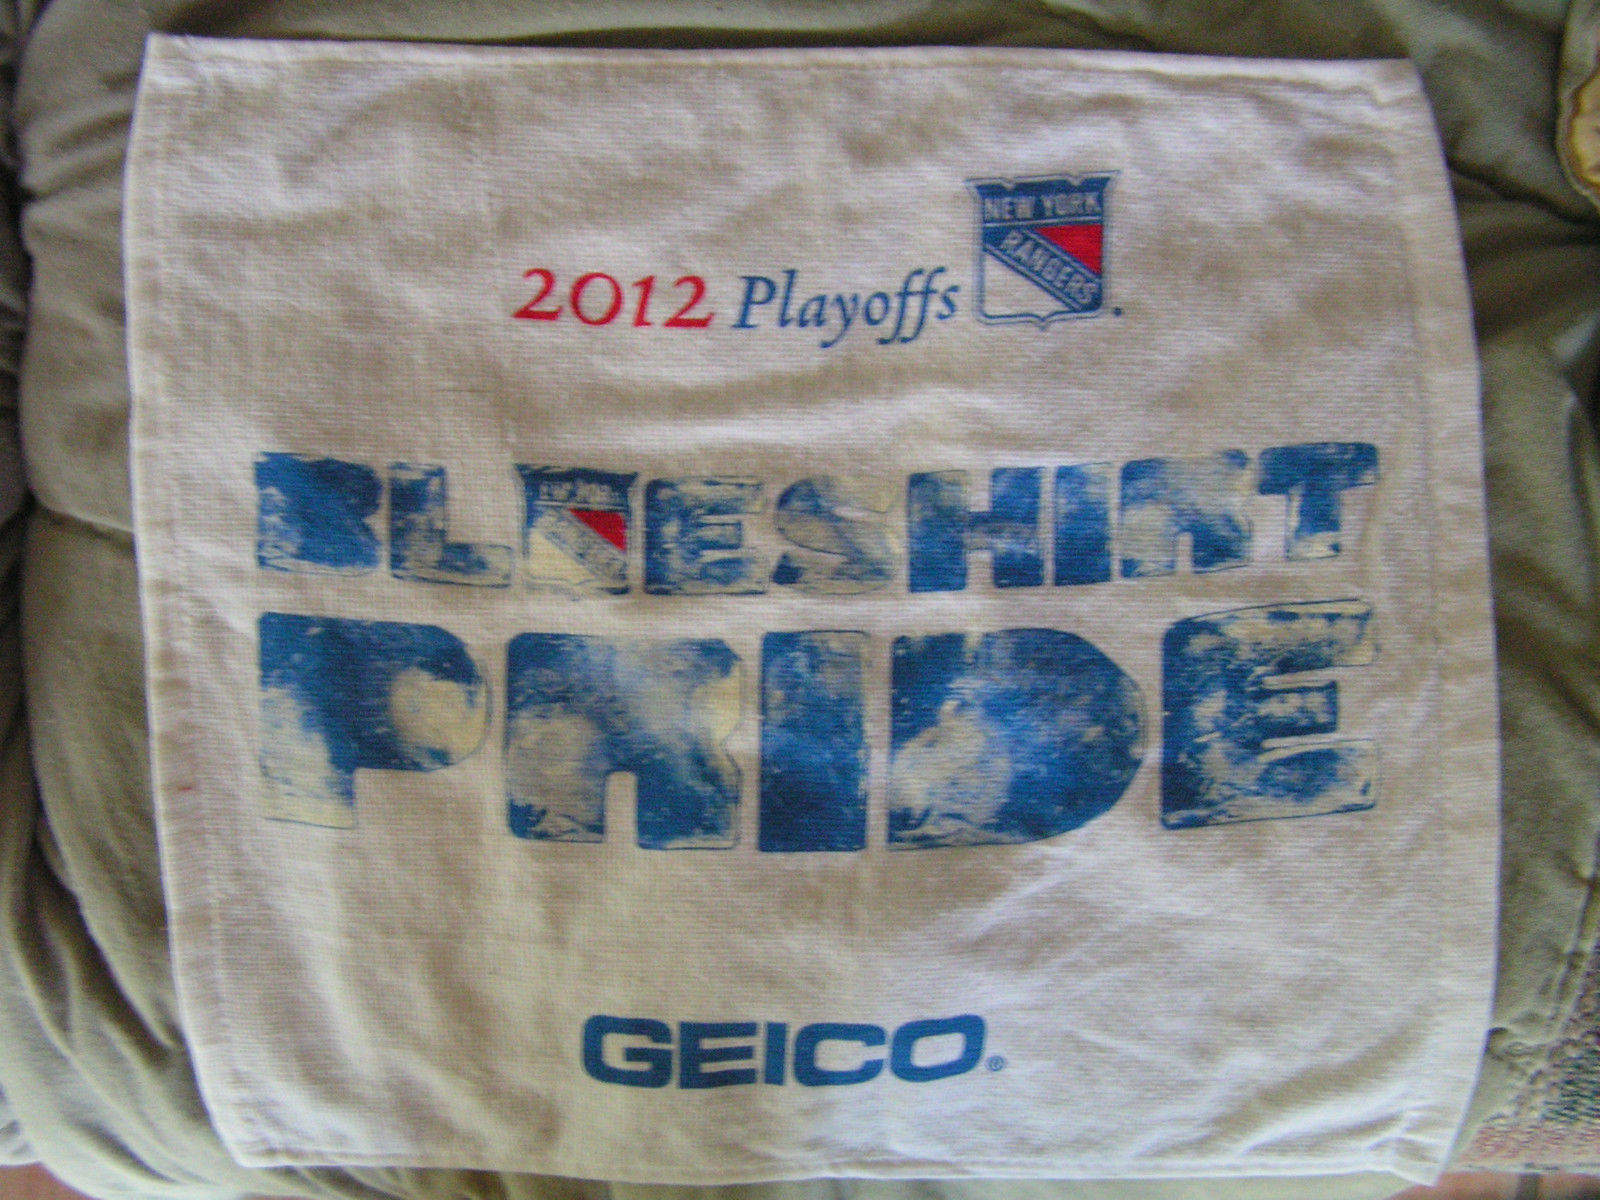 NEW YORK
RANGERS
2012 Playoffs
BLUESHIRT
PRIDE
GEICO®